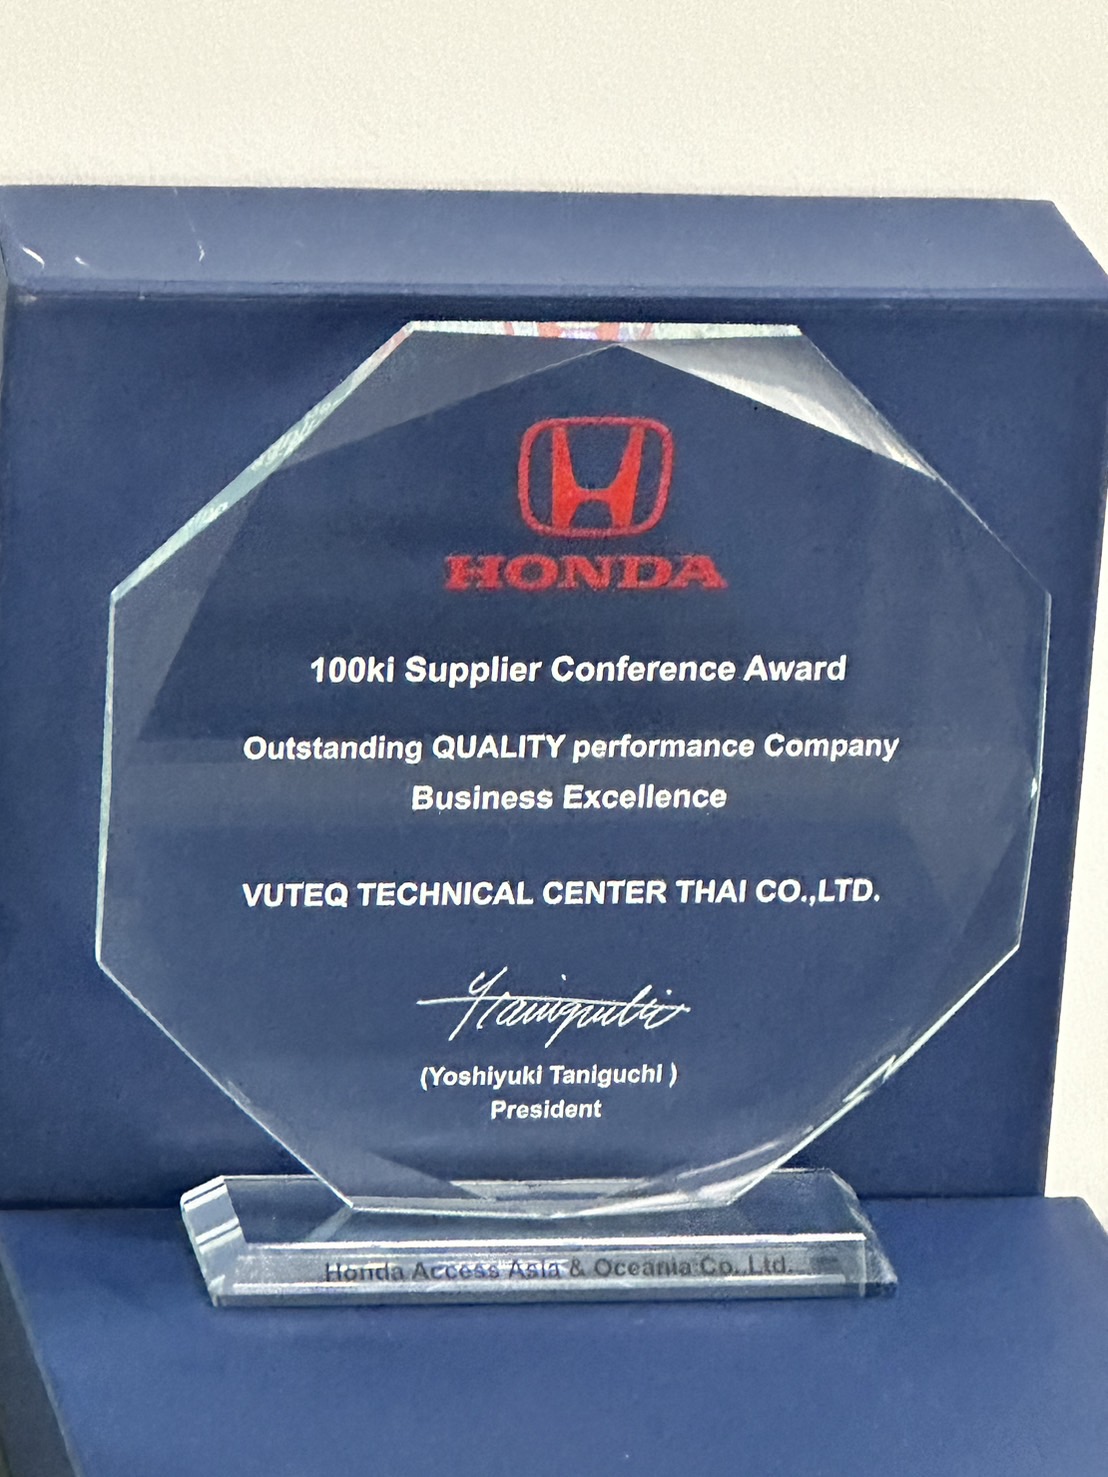 HONDA
100ki Supplier Conference Award
Outstanding QUALITY performance Company
Business Excellence
VUTEQ TECHNICAL CENTER THAI CO.,LTD.
Taniguchi
(Yoshiyuki Taniguchi )
President
Honda Access Asia & Oceania Co.,Ltd.